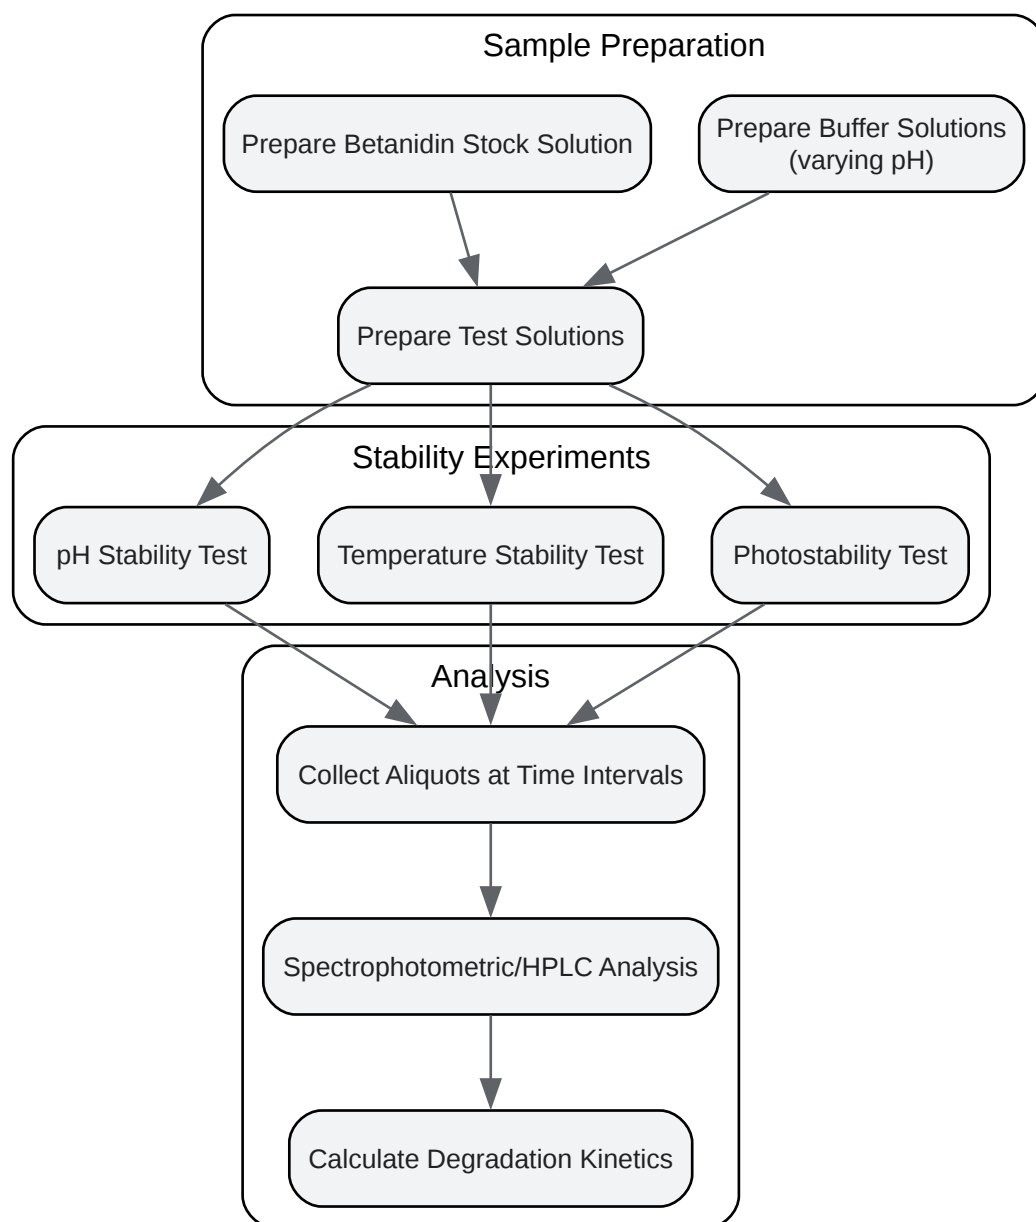 Sample Preparation
Prepare Betanidin Stock Solution
Prepare Buffer Solutions
(varying pH)
Prepare Test Solutions
Stability Experiments
pH Stability Test
Temperature Stability Test
Photostability Test
Analysis
Collect Aliquots at Time Intervals
Spectrophotometric/HPLC Analysis
Calculate Degradation Kinetics